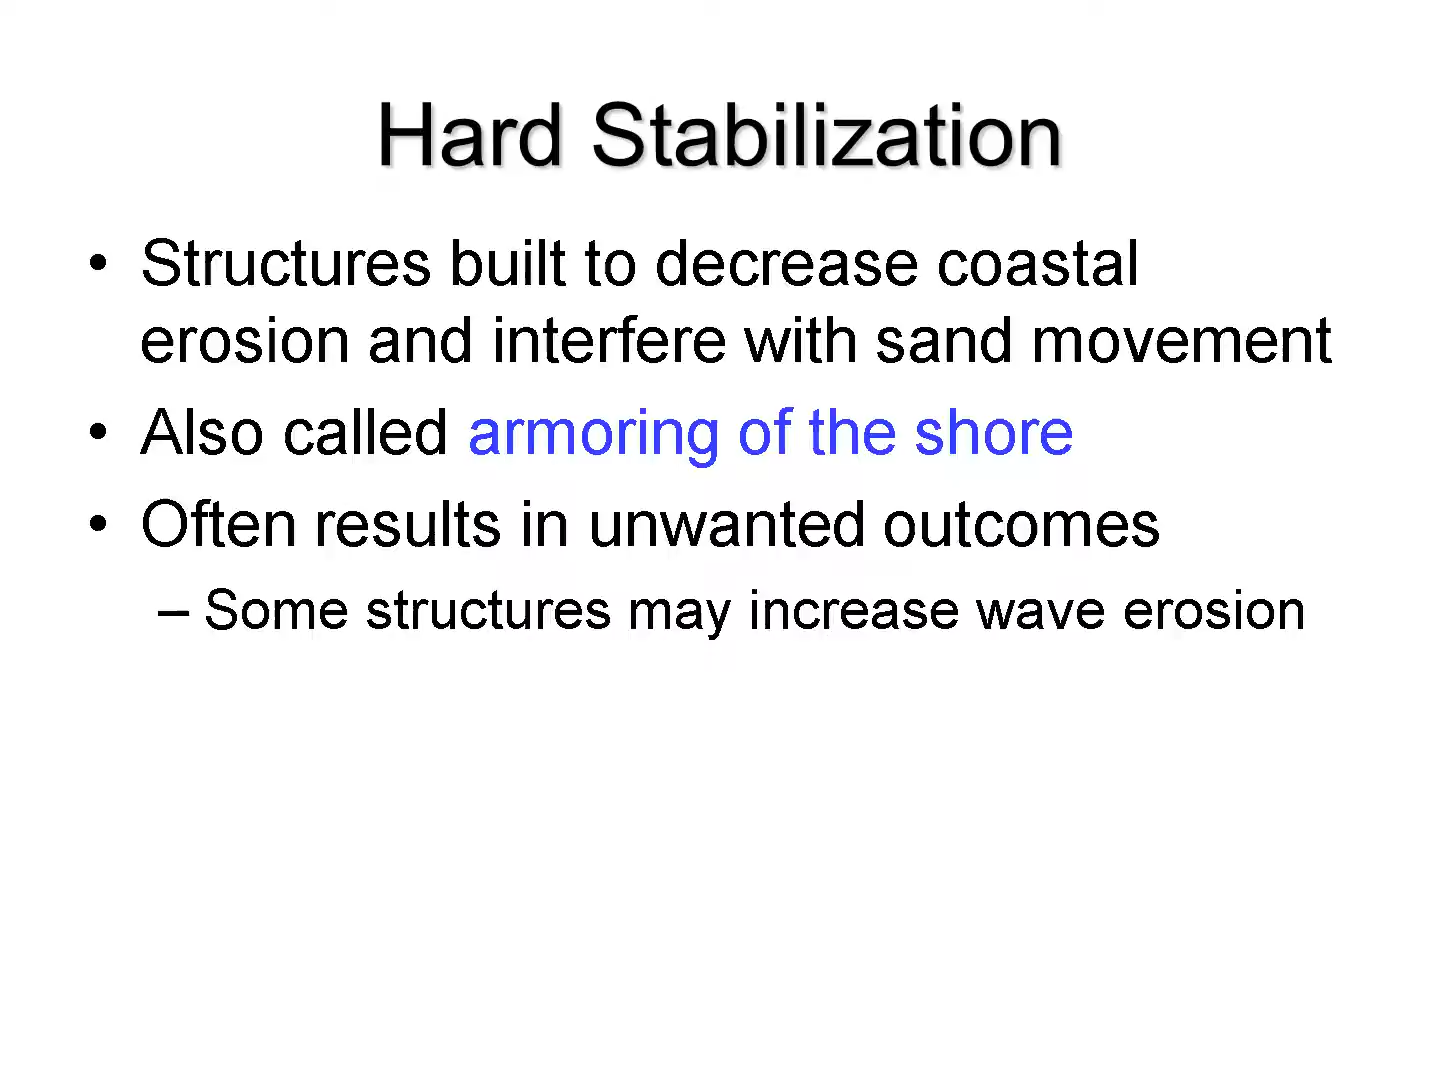 Hard Stabilization
• Structures built to decrease coastal
erosion and interfere with sand movement
• Also called armoring of the shore
• Often results in unwanted outcomes
– Some structures may increase wave erosion